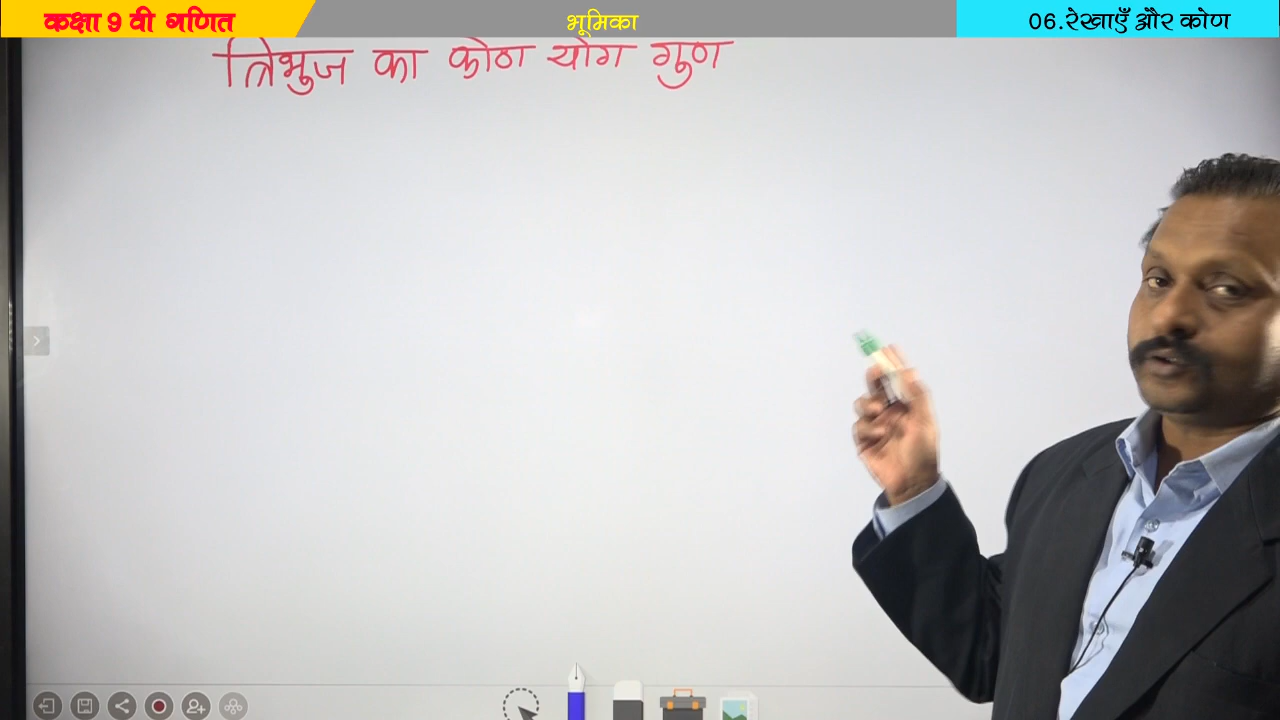 कक्षा 9 वी गणित
भूमिका
06.रेखाएँ और कोण
त्रिभुज का कोण योग गुण